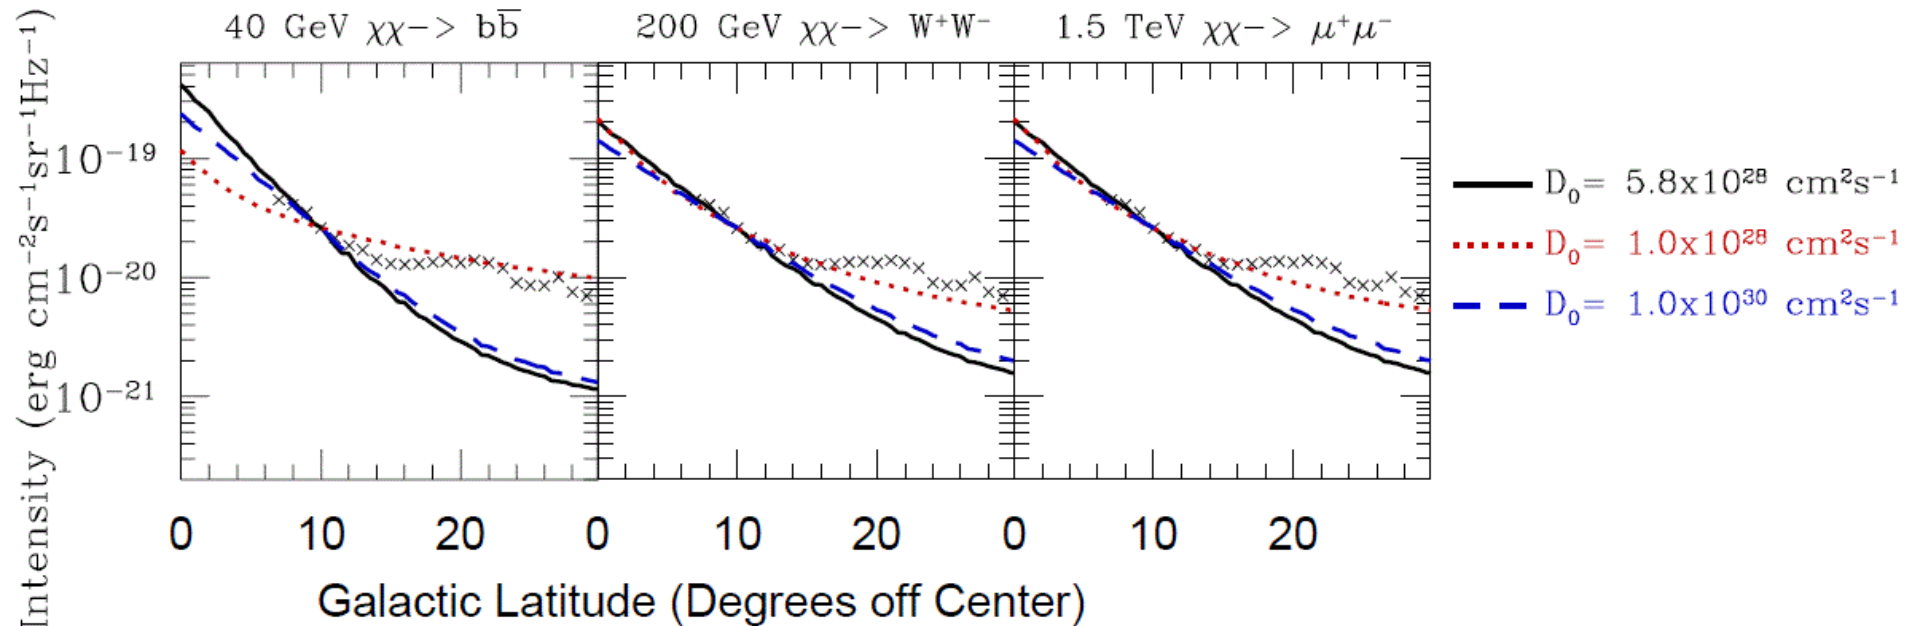 40 GeV χχ−> bb̅
200 GeV χχ−> W⁺W⁻
1.5 TeV χχ−> μ⁺μ⁻
Intensity (erg cm⁻²s⁻¹sr⁻¹Hz⁻¹)
10⁻¹⁹
10⁻²⁰
10⁻²¹
D₀= 5.8x10²⁸ cm²s⁻¹
D₀= 1.0x10²⁸ cm²s⁻¹
D₀= 1.0x10³⁰ cm²s⁻¹
0 10 20 0 10 20 0 10 20
Galactic Latitude (Degrees off Center)